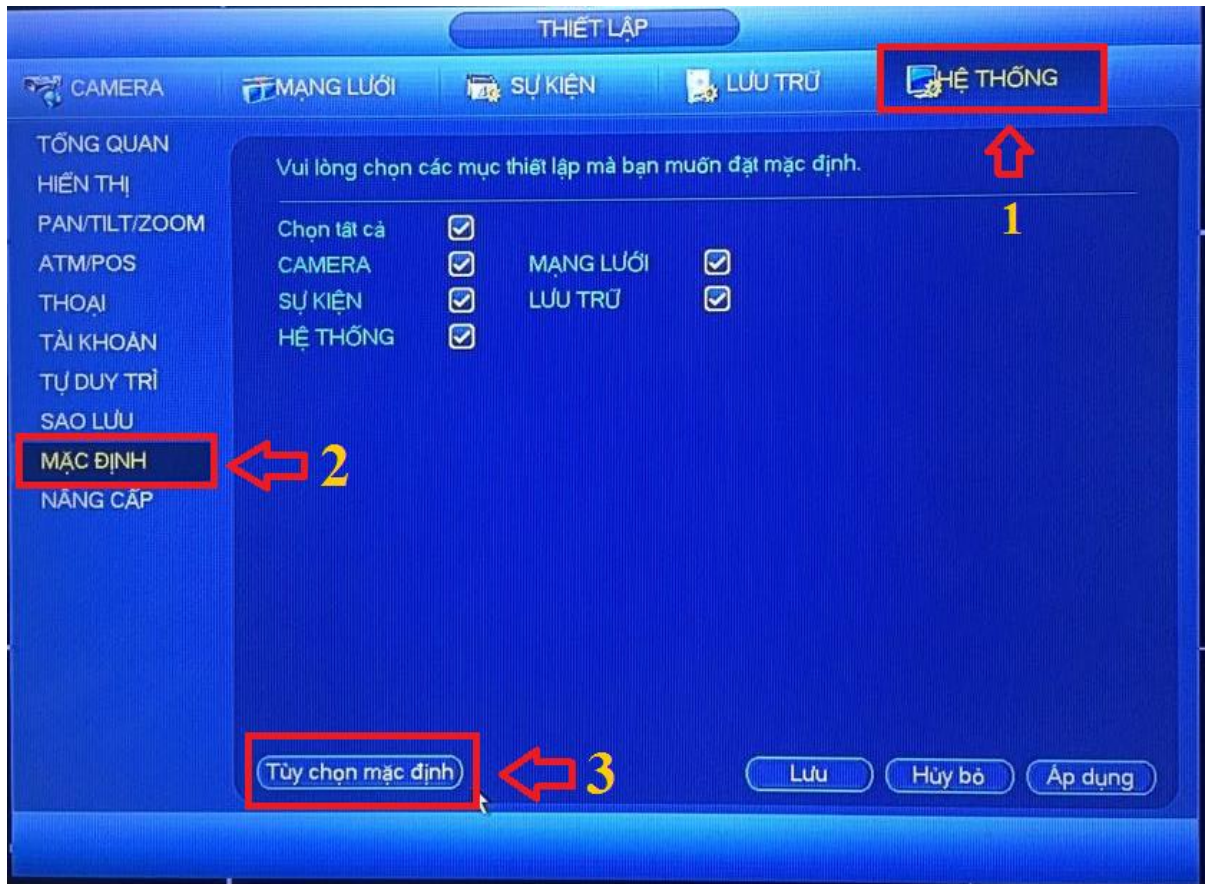 THIẾT LẬP
CAMERA MẠNG LƯỚI SỰ KIỆN LƯU TRỮ HỆ THỐNG
1
TỔNG QUAN
HIỂN THỊ
PAN/TILT/ZOOM
ATM/POS
THOẠI
TÀI KHOẢN
TỰ DUY TRÌ
SAO LƯU
MẶC ĐỊNH
2
NÂNG CẤP
Vui lòng chọn các mục thiết lập mà bạn muốn đặt mặc định.
Chọn tất cả
CAMERA MẠNG LƯỚI
SỰ KIỆN LƯU TRỮ
HỆ THỐNG
Tùy chọn mặc định 3 Lưu Hủy bỏ Áp dụng